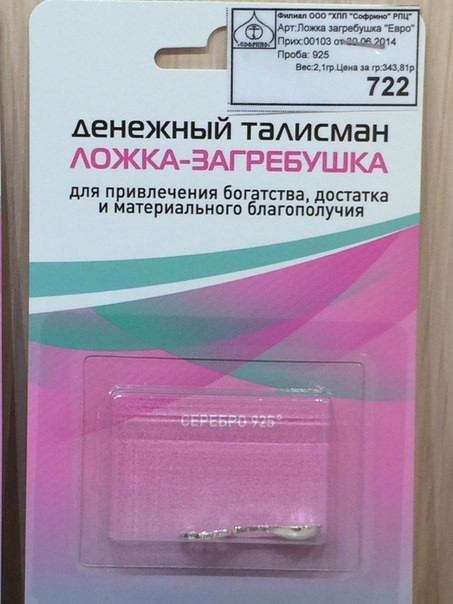 Филиал ООО "ХПП "Софрино" РПЦ"
Арт:Ложка загребушка "Евро"
Прих:00103 от 20.06.2014
Проба: 925
Вес:2,1гр.Цена за гр:343,81р
722
СОФРИНО
ДЕНЕЖНЫЙ ТАЛИСМАН
ЛОЖКА-ЗАГРЕБУШКА
для привлечения богатства, достатка
и материального благополучия
СЕРЕБРО 925°